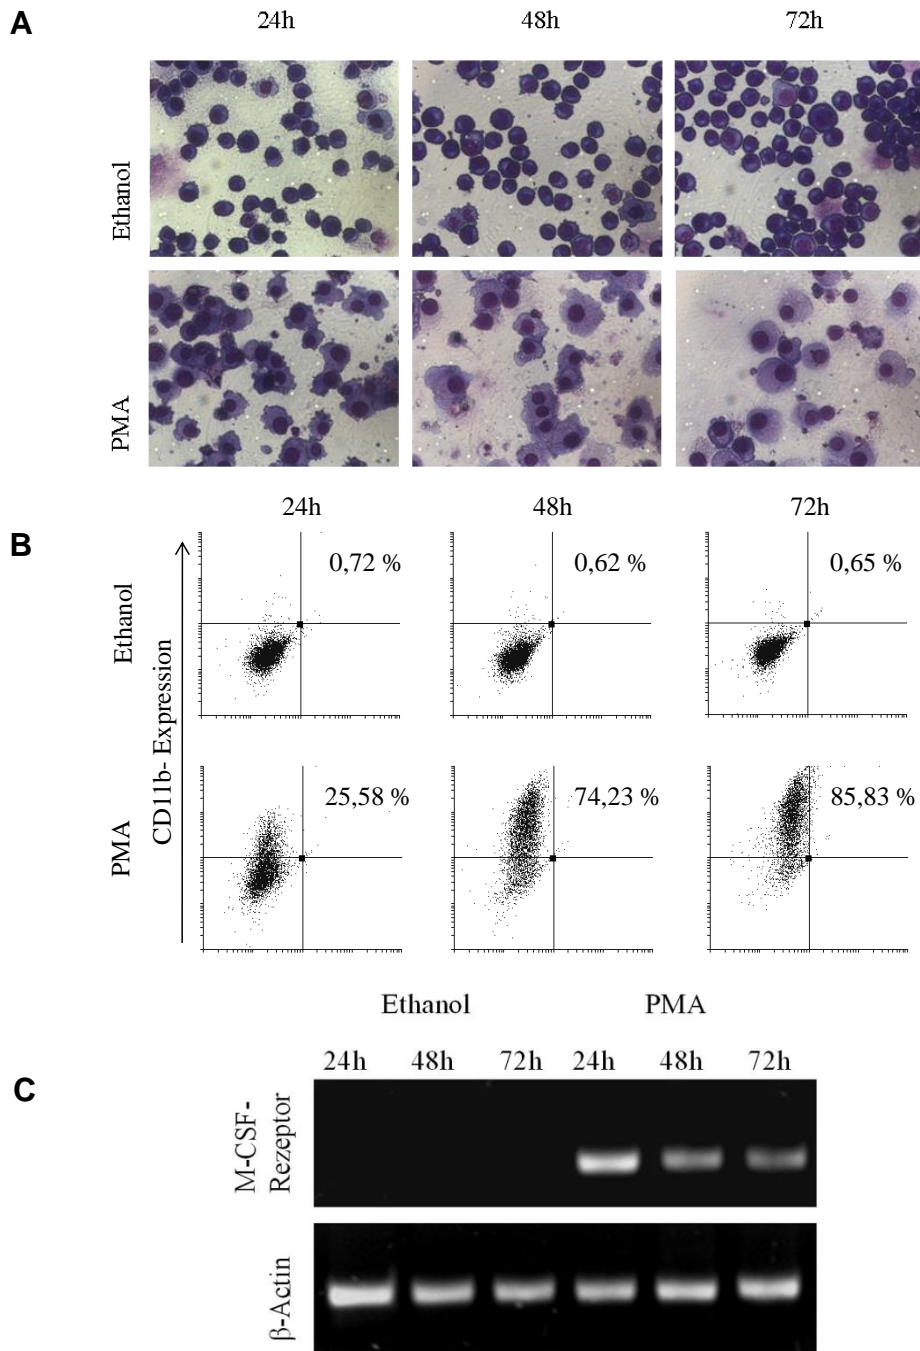 A
24h 48h 72h
Ethanol
PMA
B
24h 48h 72h
CD11b- Expression
Ethanol
0,72 % 0,62 % 0,65 %
PMA
25,58 % 74,23 % 85,83 %
C
Ethanol PMA
24h 48h 72h 24h 48h 72h
M-CSF-
Rezeptor
β-Actin